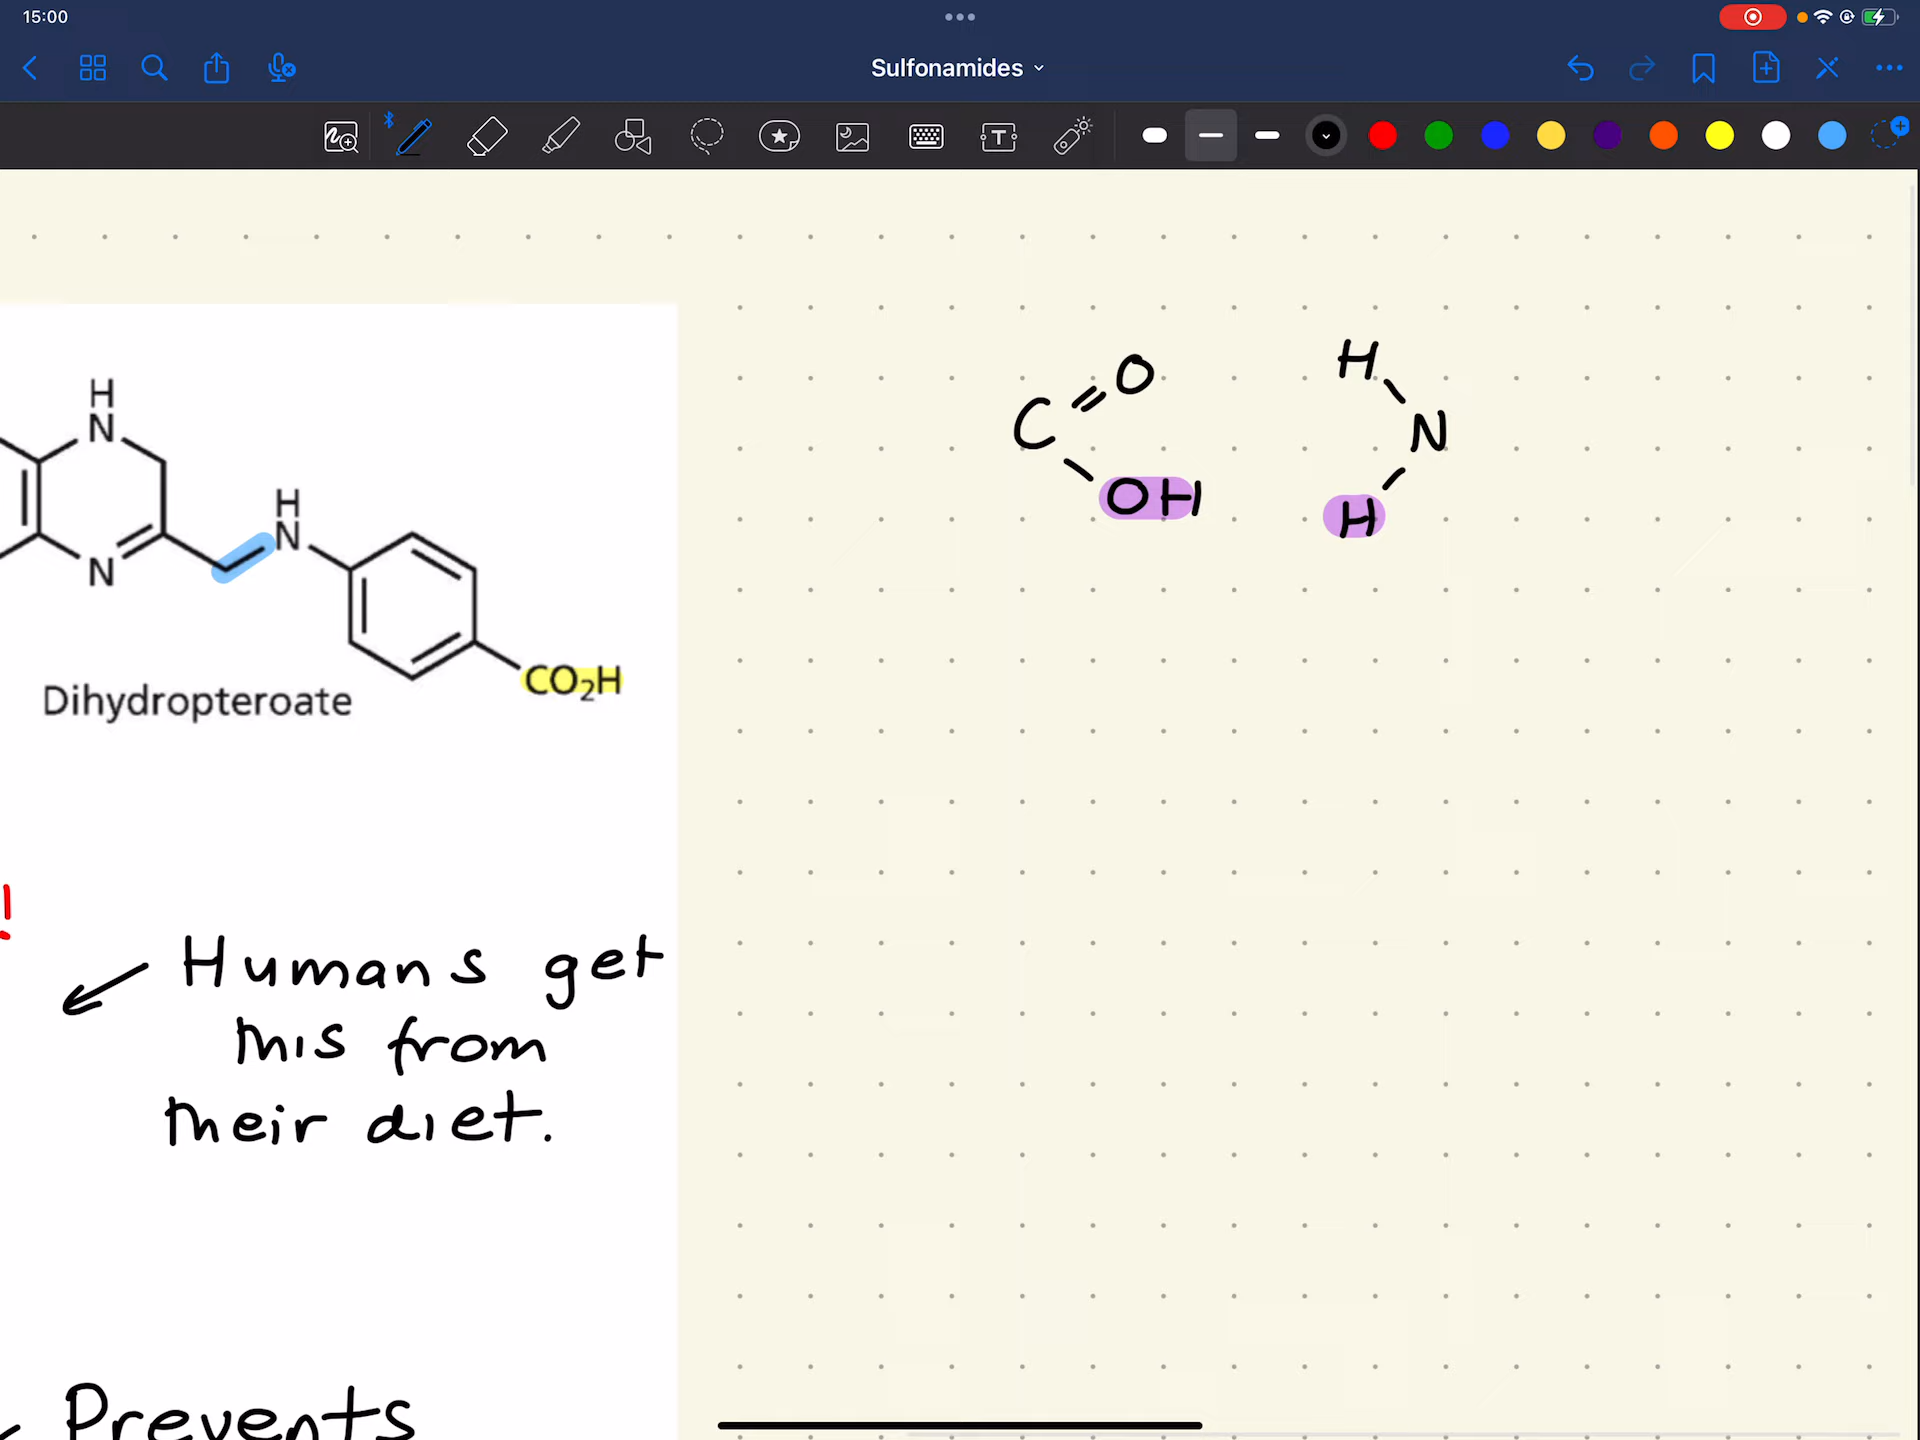 15:00
Sulfonamides
H
N
H
N
N
CO₂H
Dihydropteroate
C
O
OH
H
N
H
!
Humans get
this from
their diet.
Prevents